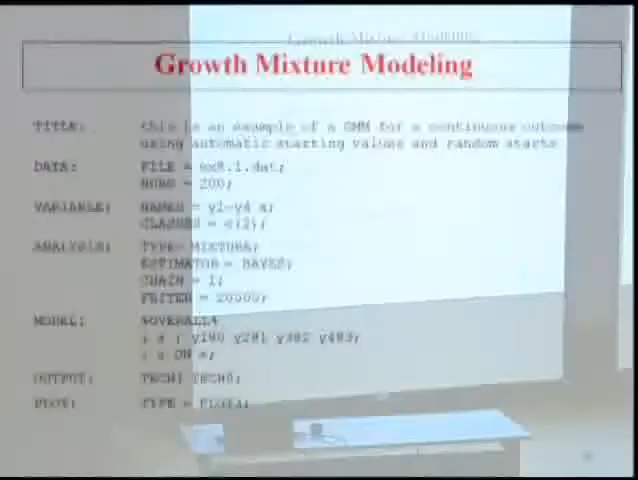 Growth Mixture Modeling
TITLE: this is an example of a GMM for a continuous outcome
using automatic starting values and random starts
DATA: FILE = ex8.1.dat;
NOBS = 200;
VARIABLE: NAMES = y1-y4 x;
CLASSES = c(2);
ANALYSIS: TYPE= MIXTURE;
ESTIMATOR = BAYES;
CHAIN = 1;
FBITER = 20000;
MODEL: %OVERALL%
i s | y1@0 y2@1 y3@2 y4@3;
i s ON x;
OUTPUT: TECH1 TECH8;
PLOT: TYPE =